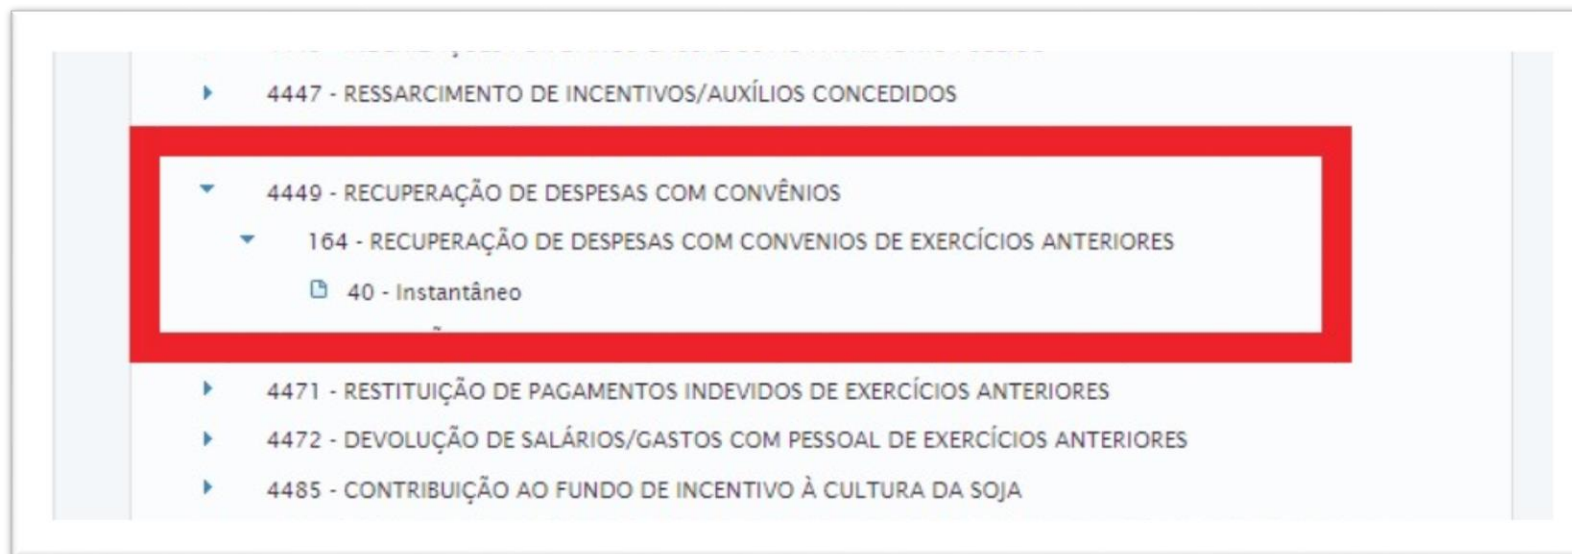 4447 - RESSARCIMENTO DE INCENTIVOS/AUXÍLIOS CONCEDIDOS
4449 - RECUPERAÇÃO DE DESPESAS COM CONVÊNIOS
164 - RECUPERAÇÃO DE DESPESAS COM CONVENIOS DE EXERCÍCIOS ANTERIORES
40 - Instantâneo
4471 - RESTITUIÇÃO DE PAGAMENTOS INDEVIDOS DE EXERCÍCIOS ANTERIORES
4472 - DEVOLUÇÃO DE SALÁRIOS/GASTOS COM PESSOAL DE EXERCÍCIOS ANTERIORES
4485 - CONTRIBUIÇÃO AO FUNDO DE INCENTIVO À CULTURA DA SOJA